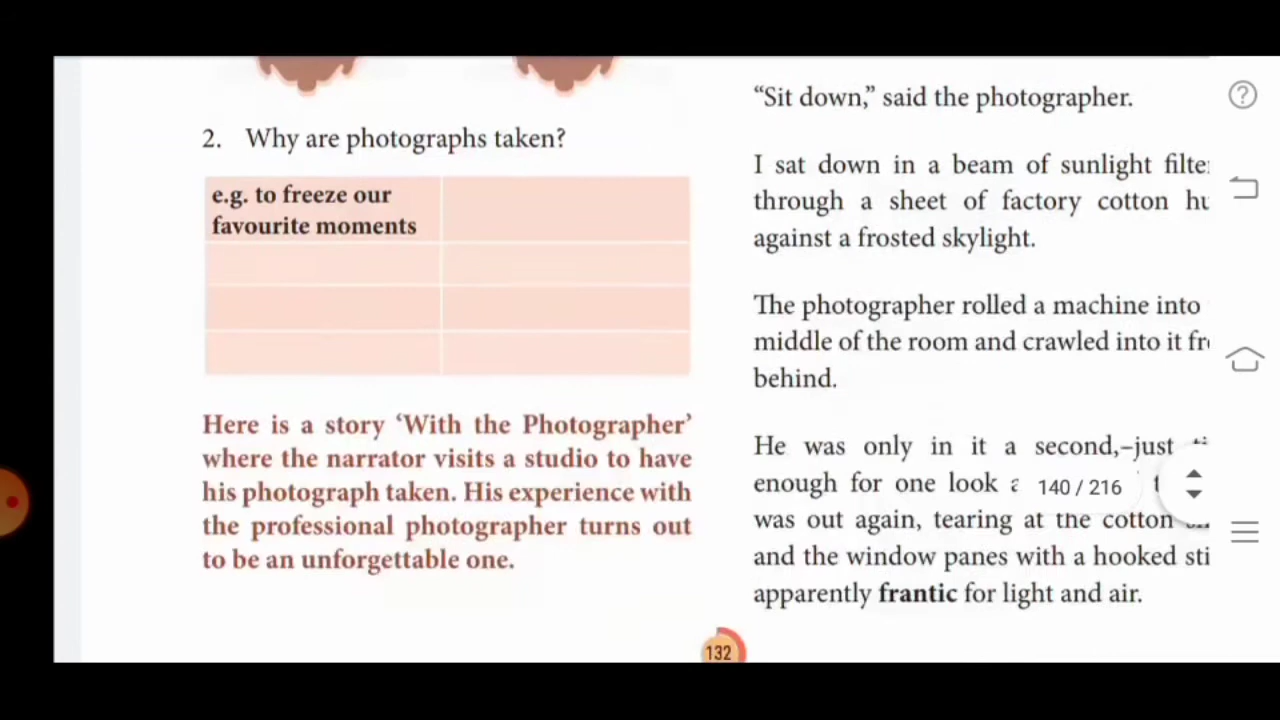 2. Why are photographs taken?
e.g. to freeze our
favourite moments
Here is a story ‘With the Photographer’
where the narrator visits a studio to have
his photograph taken. His experience with
the professional photographer turns out
to be an unforgettable one.
“Sit down,” said the photographer.
I sat down in a beam of sunlight
through a sheet of factory cotton
against a frosted skylight.
The photographer rolled a machine into
middle of the room and crawled into it
behind.
He was only in it a second,–just
enough for one look
was out again, tearing at the cotton
and the window panes with a hooked
apparently frantic for light and air.
140 / 216
132